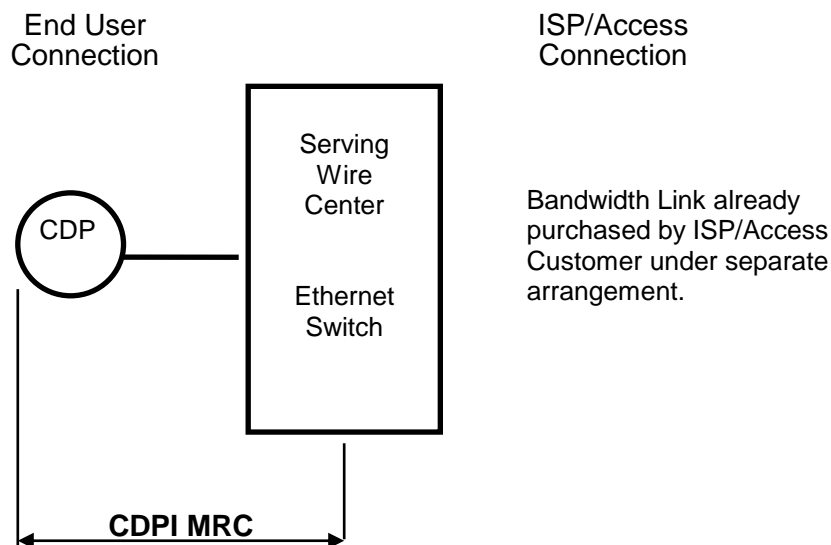 End User
Connection
ISP/Access
Connection
Serving
Wire
Center
Ethernet
Switch
CDP
Bandwidth Link already
purchased by ISP/Access
Customer under separate
arrangement.
CDPI MRC